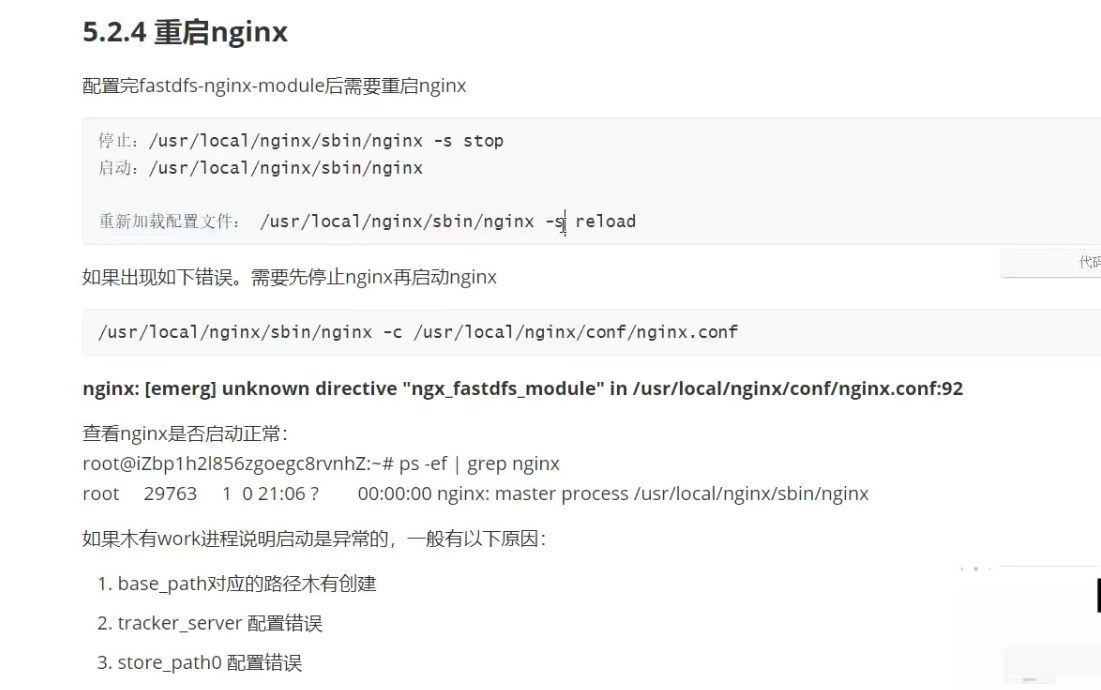 5.2.4 重启nginx
配置完fastdfs-nginx-module后需要重启nginx
停止：/usr/local/nginx/sbin/nginx -s stop
启动：/usr/local/nginx/sbin/nginx
重新加载配置文件： /usr/local/nginx/sbin/nginx -s reload
代码
如果出现如下错误。需要先停止nginx再启动nginx
/usr/local/nginx/sbin/nginx -c /usr/local/nginx/conf/nginx.conf
nginx: [emerg] unknown directive "ngx_fastdfs_module" in /usr/local/nginx/conf/nginx.conf:92
查看nginx是否启动正常：
root@iZbp1h2l856zgoegc8rvnhZ:~# ps -ef | grep nginx
root 29763 1 0 21:06 ? 00:00:00 nginx: master process /usr/local/nginx/sbin/nginx
如果木有work进程说明启动是异常的，一般有以下原因：
1. base_path对应的路径木有创建
2. tracker_server 配置错误
3. store_path0 配置错误